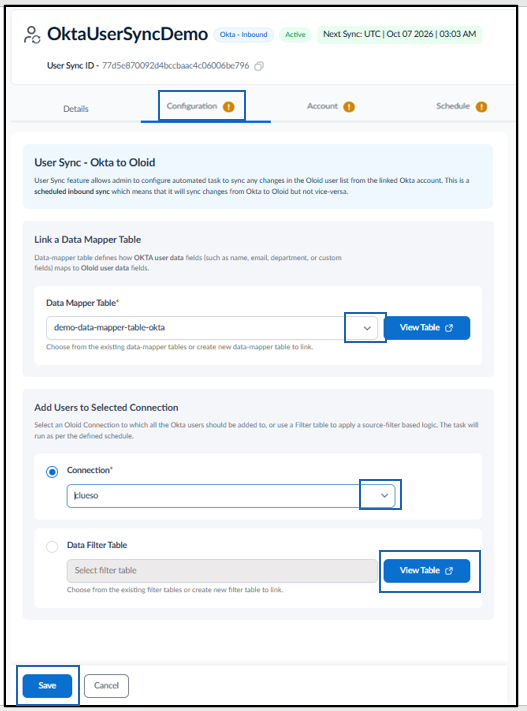 OktaUserSyncDemo Okta - Inbound Active Next Sync: UTC | Oct 07 2026 | 03:03 AM
User Sync ID - 77d5e870092d4bccbaac4c06006be796
Details Configuration Account Schedule
User Sync - Okta to Oloid
User Sync feature allows admin to configure automated task to sync any changes in the Oloid user list from the linked Okta account. This is a
scheduled inbound sync which means that it will sync changes from Okta to Oloid but not vice-versa.
Link a Data Mapper Table
Data-mapper table defines how OKTA user data fields (such as name, email, department, or custom
fields) maps to Oloid user data fields.
Data Mapper Table*
demo-data-mapper-table-okta View Table
Choose from the existing data-mapper tables or create new data-mapper table to link.
Add Users to Selected Connection
Select an Oloid Connection to which all the Okta users should be added to, or use a Filter table to apply a source-filter based logic. The task will
run as per the defined schedule.
Connection*
clueso
Data Filter Table
Select filter table View Table
Choose from the existing filter tables or create new filter table to link.
Save Cancel